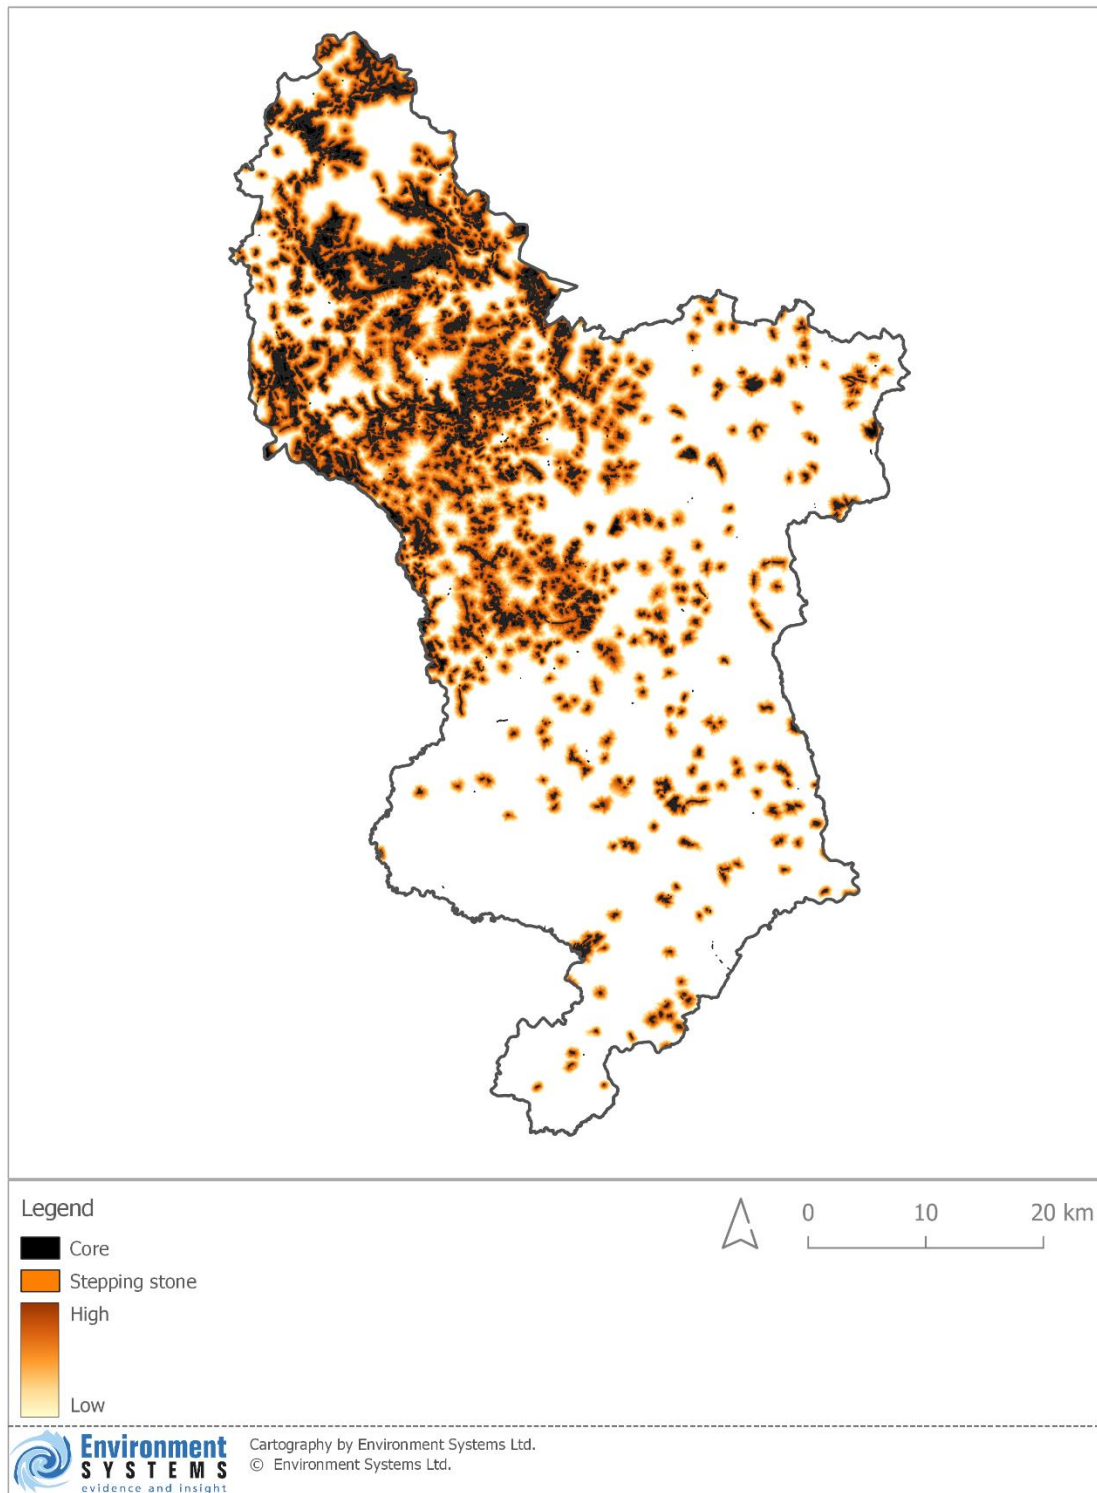 Legend
Core
Stepping stone
High
Low
0 10 20 km
Environment
SYSTEMS
evidence and insight
Cartography by Environment Systems Ltd.
© Environment Systems Ltd.